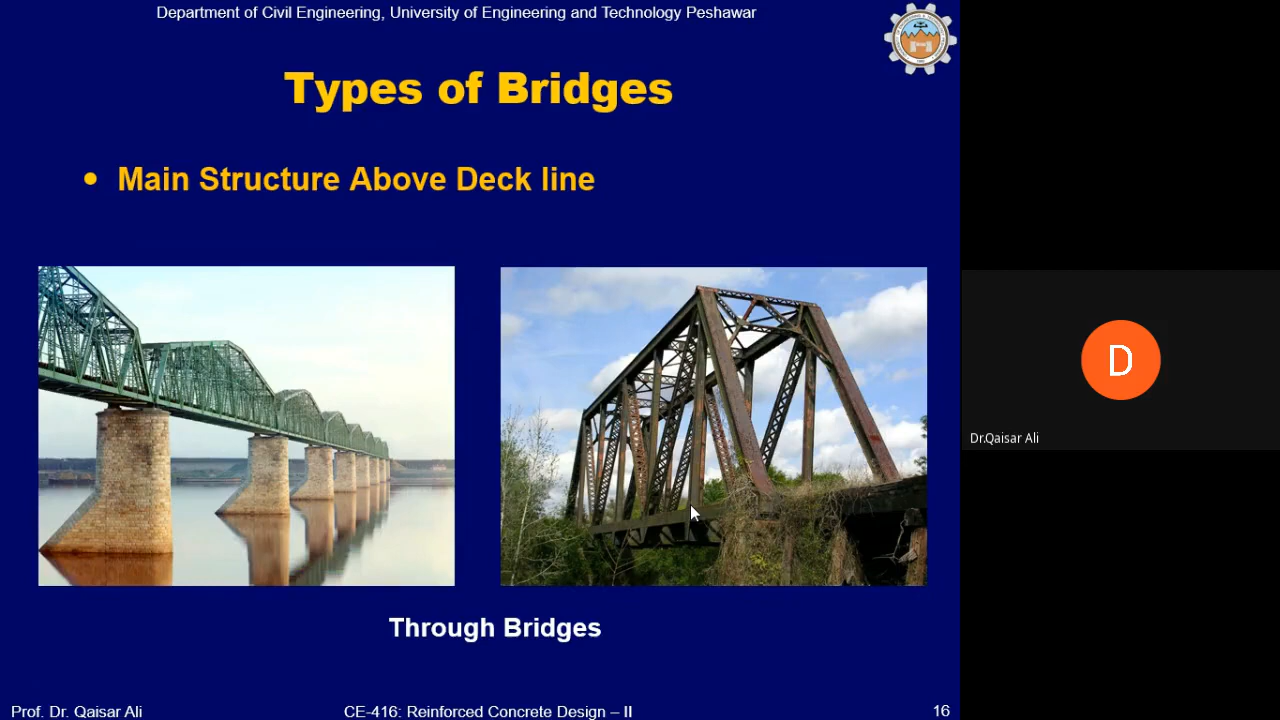 Department of Civil Engineering, University of Engineering and Technology Peshawar
Types of Bridges
• Main Structure Above Deck line
Through Bridges
Prof. Dr. Qaisar Ali
CE-416: Reinforced Concrete Design – II
16
D
Dr.Qaisar Ali